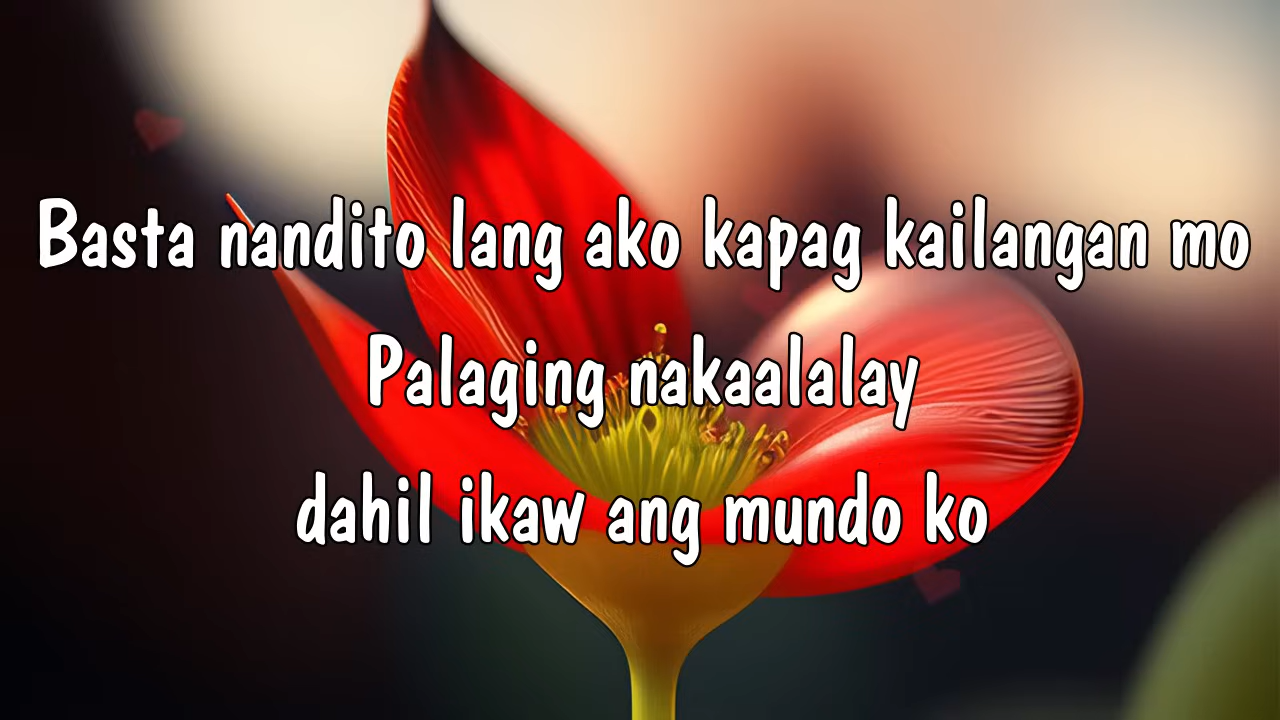 Basta nandito lang ako kapag kailangan mo
Palaging nakaalalay
dahil ikaw ang mundo ko